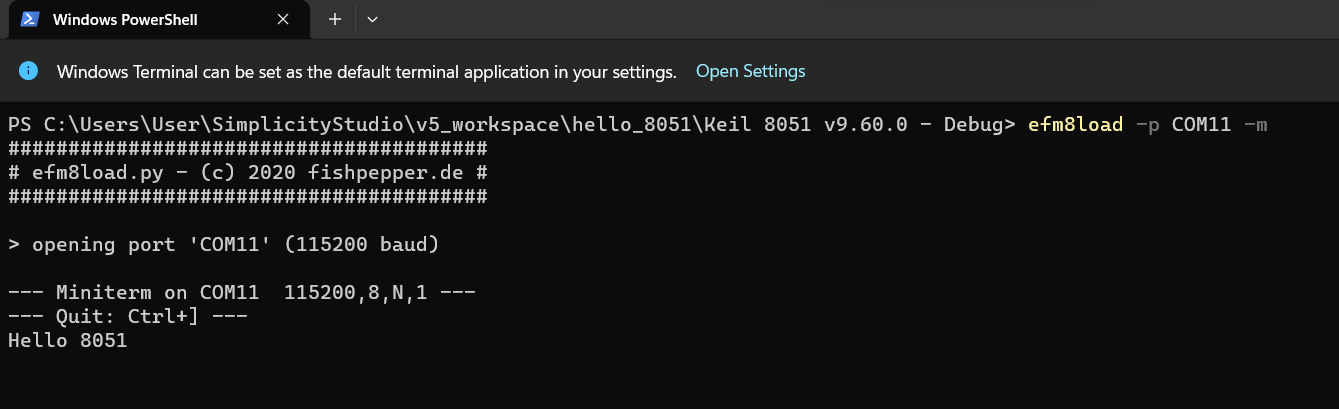 Windows PowerShell
Windows Terminal can be set as the default terminal application in your settings. Open Settings
PS C:\Users\User\SimplicityStudio\v5_workspace\hello_8051\Keil 8051 v9.60.0 - Debug> efm8load -p COM11 -m
########################################
# efm8load.py - (c) 2020 fishpepper.de #
########################################
> opening port 'COM11' (115200 baud)
--- Miniterm on COM11  115200,8,N,1 ---
--- Quit: Ctrl+] ---
Hello 8051